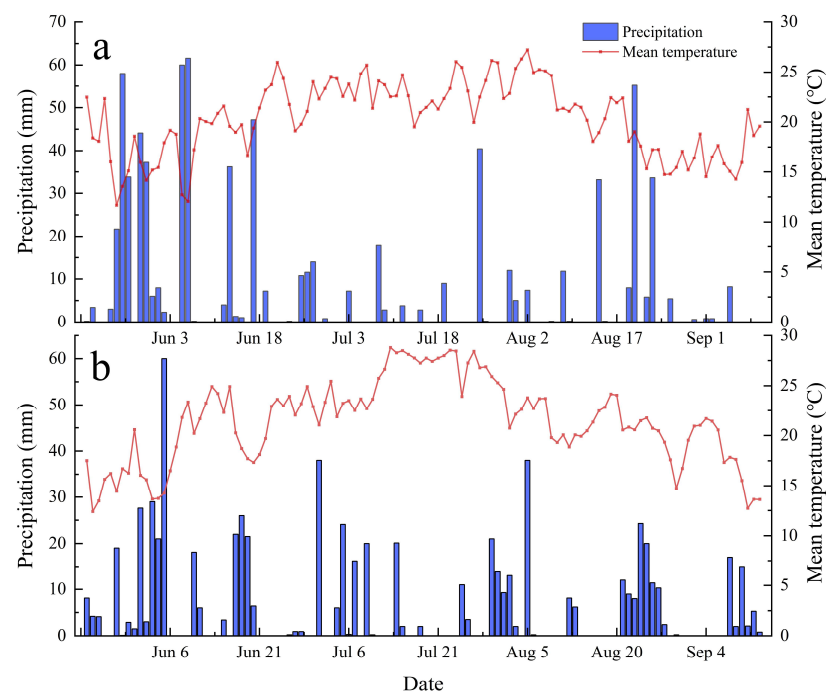 a
Precipitation
Mean temperature
Precipitation (mm)
70
60
50
40
30
20
10
0
Mean temperature (°C)
30
25
20
15
10
5
0
Jun 3 Jun 18 Jul 3 Jul 18 Aug 2 Aug 17 Sep 1
b
Precipitation (mm)
60
50
40
30
20
10
0
Mean temperature (°C)
30
25
20
15
10
5
0
Jun 6 Jun 21 Jul 6 Jul 21 Aug 5 Aug 20 Sep 4
Date